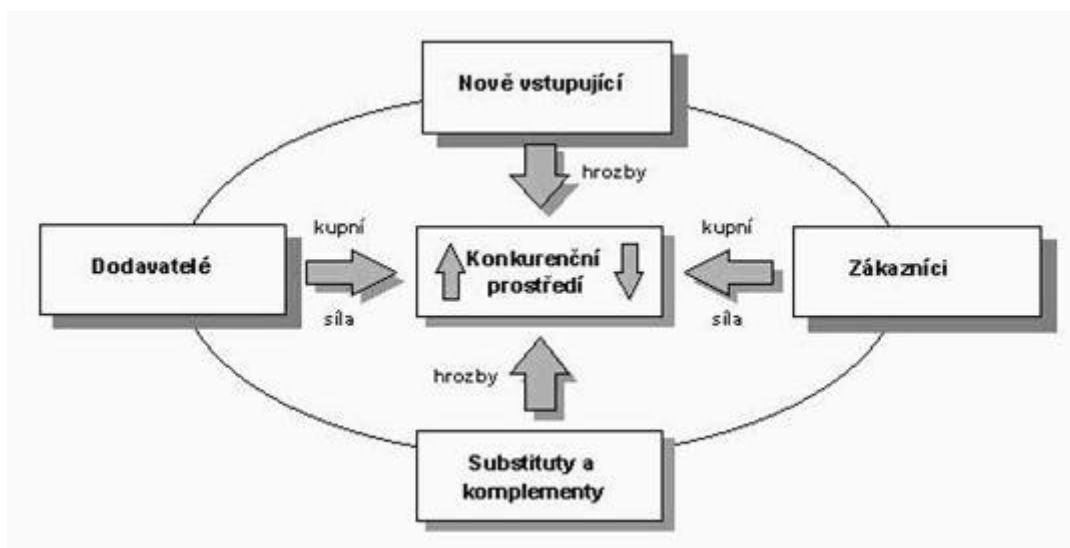 Nově vstupující
hrozby
kupní
kupní
Dodavatelé
Konkurenční
prostředí
Zákazníci
síla
síla
hrozby
Substituty a
komplementy